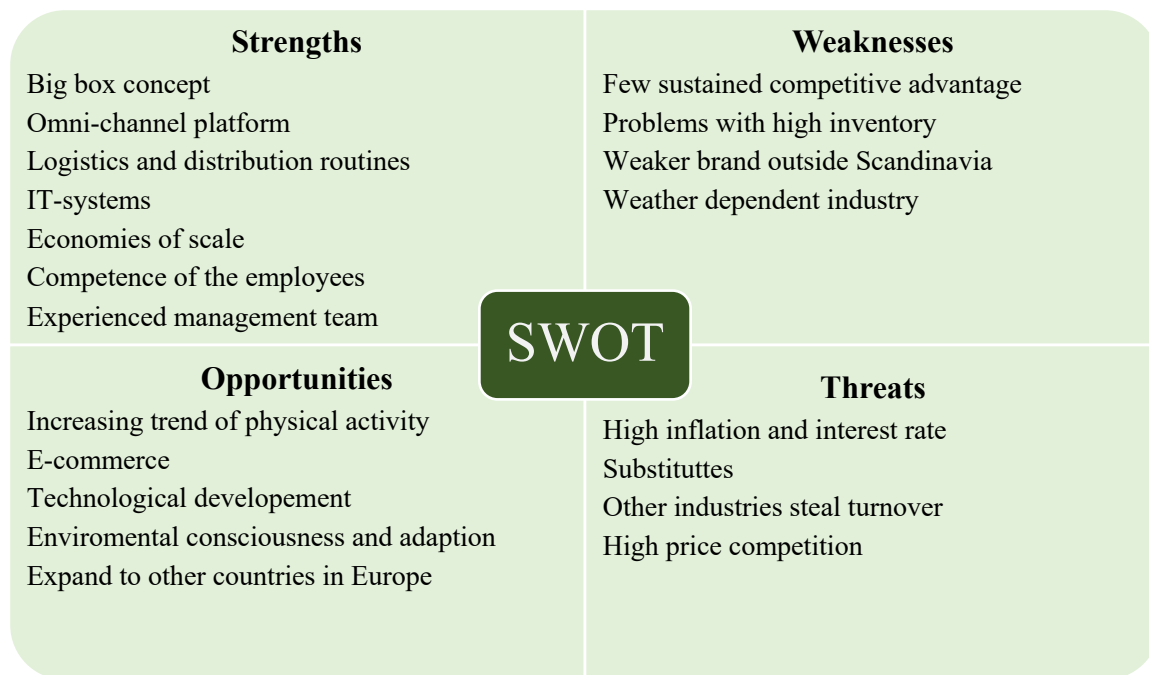 Strengths
Big box concept
Omni-channel platform
Logistics and distribution routines
IT-systems
Economies of scale
Competence of the employees
Experienced management team
Weaknesses
Few sustained competitive advantage
Problems with high inventory
Weaker brand outside Scandinavia
Weather dependent industry
SWOT
Opportunities
Increasing trend of physical activity
E-commerce
Technological developement
Enviromental consciousness and adaption
Expand to other countries in Europe
Threats
High inflation and interest rate
Substituttes
Other industries steal turnover
High price competition